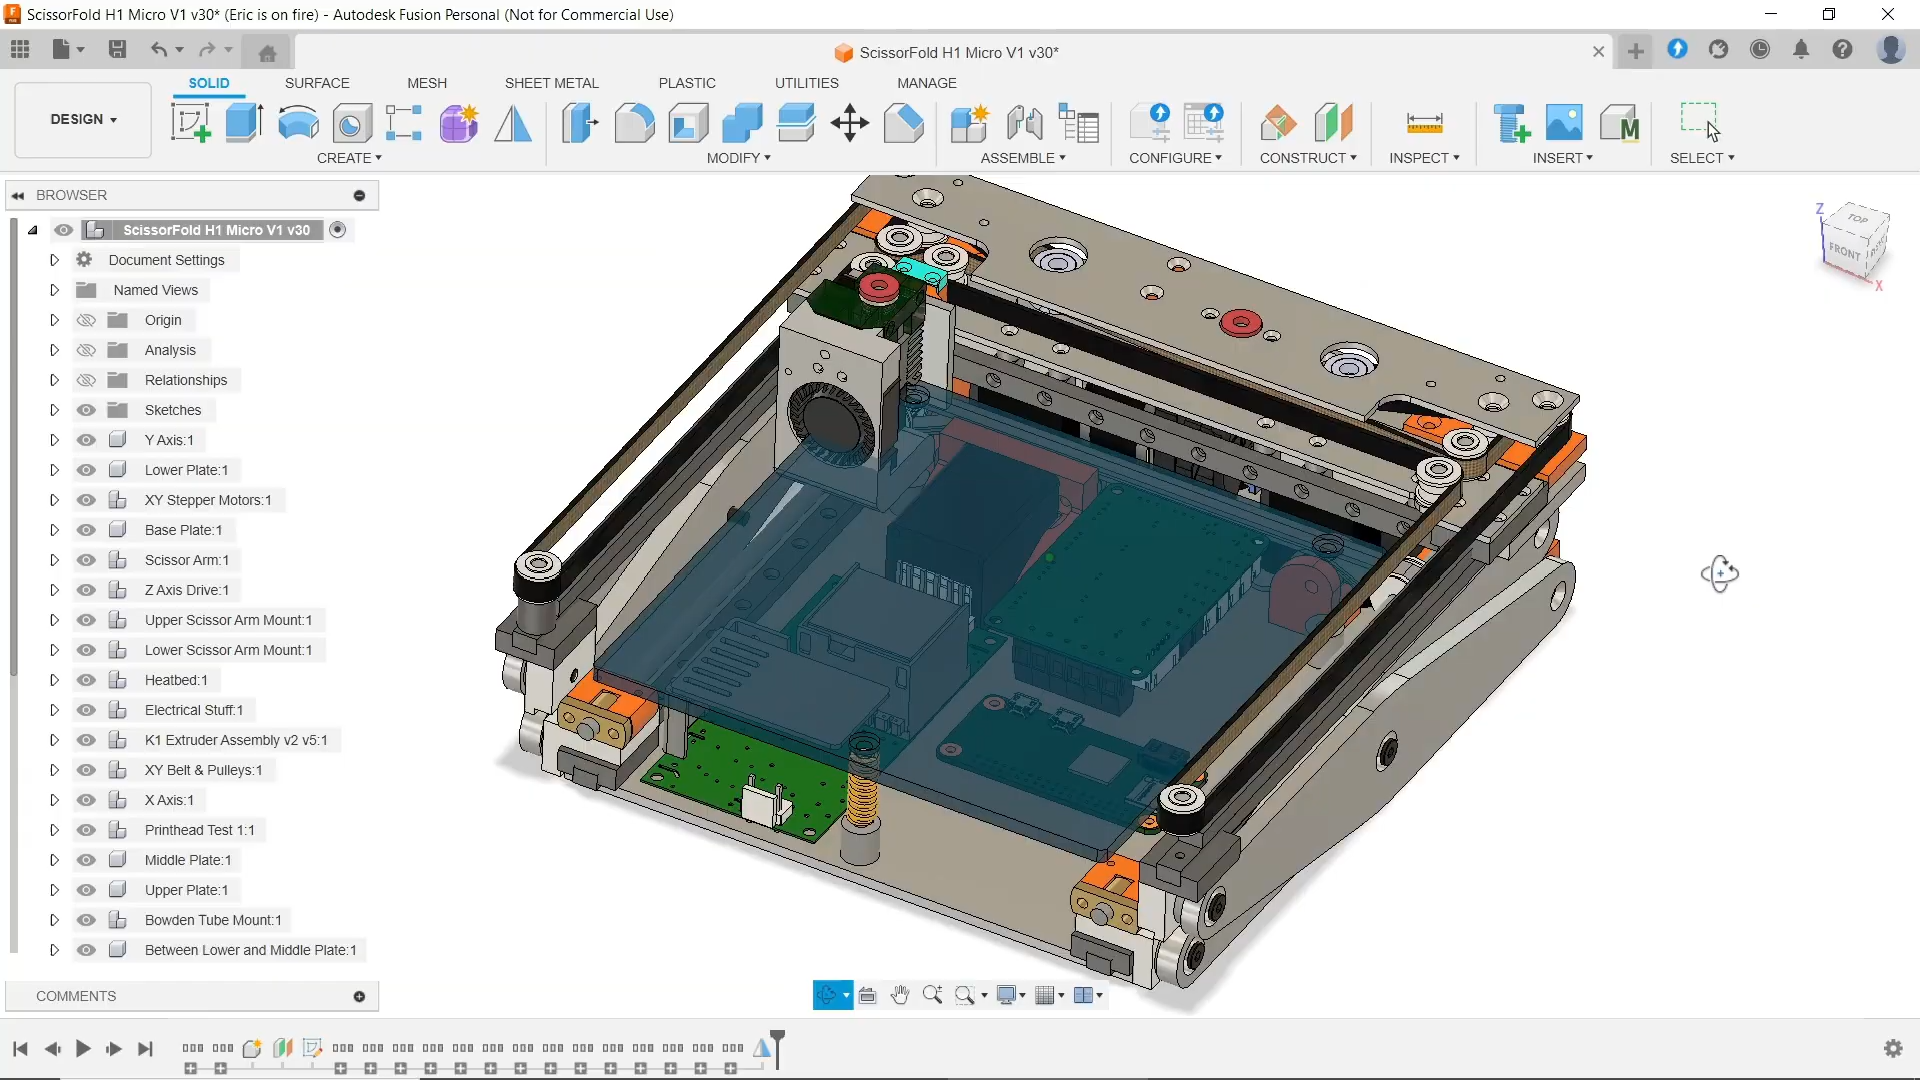 ScissorFold H1 Micro V1 v30* (Eric is on fire) - Autodesk Fusion Personal (Not for Commercial Use)
ScissorFold H1 Micro V1 v30*
SOLID SURFACE MESH SHEET METAL PLASTIC UTILITIES MANAGE
DESIGN
CREATE MODIFY ASSEMBLE CONFIGURE CONSTRUCT INSPECT INSERT SELECT
BROWSER
ScissorFold H1 Micro V1 v30
Document Settings
Named Views
Origin
Analysis
Relationships
Sketches
Y Axis:1
Lower Plate:1
XY Stepper Motors:1
Base Plate:1
Scissor Arm:1
Z Axis Drive:1
Upper Scissor Arm Mount:1
Lower Scissor Arm Mount:1
Heatbed:1
Electrical Stuff:1
K1 Extruder Assembly v2 v5:1
XY Belt & Pulleys:1
X Axis:1
Printhead Test 1:1
Middle Plate:1
Upper Plate:1
Bowden Tube Mount:1
Between Lower and Middle Plate:1
COMMENTS
Z
TOP
FRONT
X